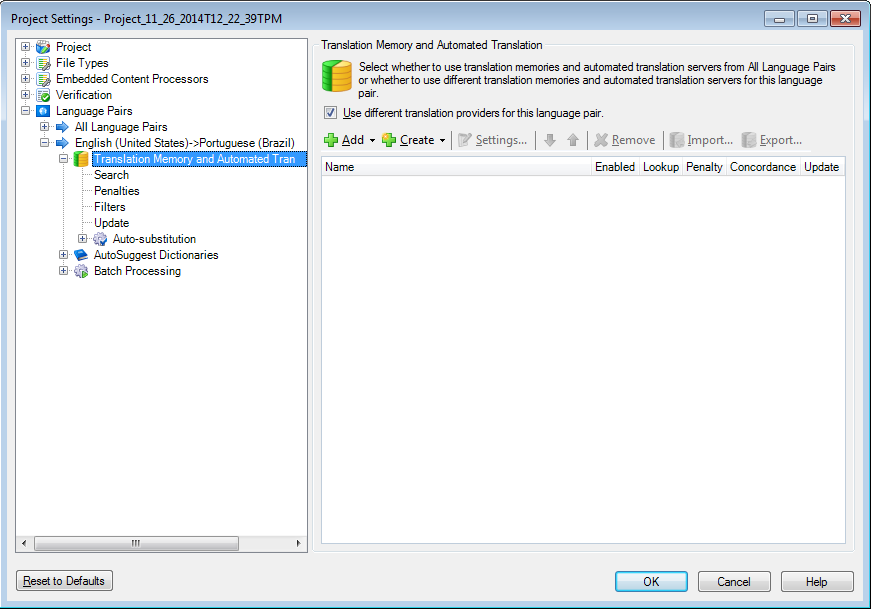 Project Settings - Project_11_26_2014T12_22_39TPM
Project
File Types
Embedded Content Processors
Verification
Language Pairs
All Language Pairs
English (United States)->Portuguese (Brazil)
Translation Memory and Automated Tran
Search
Penalties
Filters
Update
Auto-substitution
AutoSuggest Dictionaries
Batch Processing
Translation Memory and Automated Translation
Select whether to use translation memories and automated translation servers from All Language Pairs
or whether to use different translation memories and automated translation servers for this language
pair.
Use different translation providers for this language pair.
Add Create Settings... Remove Import... Export...
Name Enabled Lookup Penalty Concordance Update
Reset to Defaults OK Cancel Help